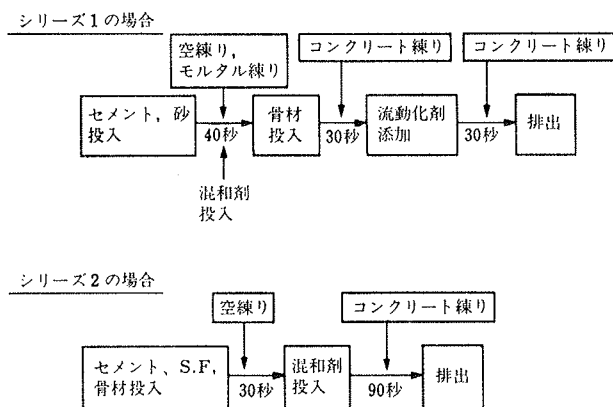 シリーズ1の場合
空練り,
モルタル練り
コンクリート練り
コンクリート練り
セメント, 砂
投入
40秒
骨材
投入
30秒
流動化剤
添加
30秒
排出
混和剤
投入
シリーズ2の場合
空練り
コンクリート練り
セメント、S.F,
骨材投入
30秒
混和剤
投入
90秒
排出